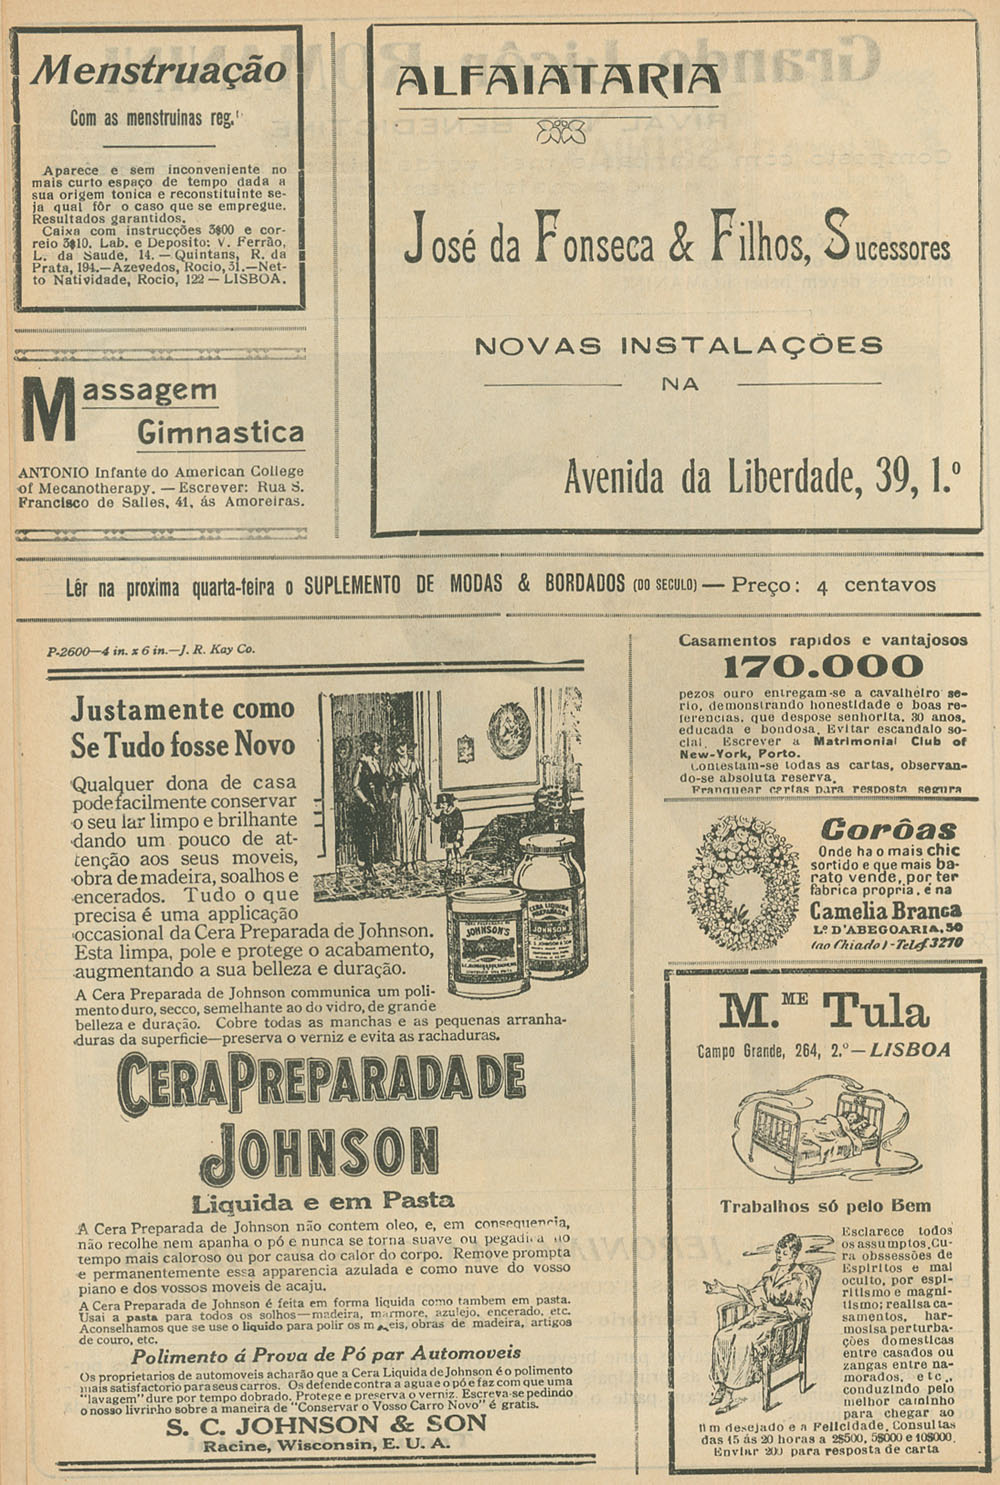 Menstruação
Com as menstruinas reg.
Aparece e sem inconveniente no
mais curto espaço de tempo dada a
sua origem tonica e reconstituinte se-
ja qual fôr o caso que se empregue.
Resultados garantidos.
Caixa com instrucções 3$00 e cor-
reio 3$10. Lab. e Deposito: V. Ferrão,
L. da Saude, 14.—Quintans, R. da
Prata, 194.—Azevedos, Rocio, 31.—Net-
to Natividade, Rocio, 122—LISBOA.
Massagem
Gimnastica
ANTONIO Infante do American College
of Mecanotherapy. — Escrever: Rua S.
Francisco de Salles, 41, ás Amoreiras.
ALFAIATARIA
José da Fonseca & Filhos, Sucessores
NOVAS INSTALAÇÕES
NA
Avenida da Liberdade, 39, 1.º
Lêr na proxima quarta-feira o SUPLEMENTO DE MODAS & BORDADOS (DO SECULO) — Preço: 4 centavos
P-2600—4 in. x 6 in.—J. R. Kay Co.
Justamente como
Se Tudo fosse Novo
Qualquer dona de casa
pode facilmente conservar
o seu lar limpo e brilhante
dando um pouco de at-
tenção aos seus moveis,
obra de madeira, soalhos e
encerados. Tudo o que
precisa é uma applicação
occasional da Cera Preparada de Johnson.
Esta limpa, pole e protege o acabamento,
augmentando a sua belleza e duração.
A Cera Preparada de Johnson communica um poli-
mento duro, secco, semelhante ao do vidro, de grande
belleza e duração. Cobre todas as manchas e as pequenas arranha-
duras da superficie—preserva o verniz e evita as rachaduras.
JOHNSON'S
CERA LIQUIDA
PREPARADA
JOHNSON
CERA PREPARADA DE
JOHNSON
Liquida e em Pasta
A Cera Preparada de Johnson não contem oleo, e, em consequencia,
não recolhe nem apanha o pó e nunca se torna suave ou pegadiça no
tempo mais caloroso ou por causa do calor do corpo. Remove prompta
e permanentemente essa apparencia azulada e como nuve do vosso
piano e dos vossos moveis de acaju.
A Cera Preparada de Johnson é feita em forma liquida como tambem em pasta.
Usai a pasta para todos os solhos—madeira, marmore, azulejo, encerado, etc.
Aconselhamos que se use o liquido para polir os moveis, obras de madeira, artigos
de couro, etc.
Polimento á Prova de Pó par Automoveis
Os proprietarios de automoveis acharão que a Cera Liquida de Johnson é o polimento
mais satisfactorio para seus carros. Os defende contra a agua e o pó e faz com que uma
"lavagem" dure por tempo dobrado. Protege e preserva o verniz. Escreva-se pedindo
o nosso livrinho sobre a maneira de "Conservar o Vosso Carro Novo" é gratis.
S. C. JOHNSON & SON
Racine, Wisconsin, E. U. A.
Casamentos rapidos e vantajosos
170.000
pezos ouro entregam-se a cavalheiro se-
rio, demonstrando honestidade e boas re-
ferencias, que despose senhorita, 30 anos,
educada e bondosa. Evitar escandalo so-
cial. Escrever a Matrimonial Club of
New-York, Porto.
Contestam-se todas as cartas, observan-
do-se absoluta reserva.
Franquear cartas para resposta segura
Corôas
Onde ha o mais chic
sortido e que mais ba-
rato vende, por ter
fabrica propria, é na
Camelia Branca
L.º D'ABEGOARIA, 50
(ao Chiado) - Telef. 3270
M.ME Tula
Campo Grande, 264, 2.º—LISBOA
Trabalhos só pelo Bem
Esclarece todos
os assumptos, Cu-
ra obssessões de
Espiritos e mal
oculto, por espi-
ritismo e magni-
tismo; realisa ca-
samentos, har-
monisa perturba-
ções domesticas
entre casados ou
zangas entre na-
morados, etc.,
conduzindo pelo
melhor caminho
para chegar ao
fim desejado e a Felicidade. Consultas
das 15 ás 20 horas a 2$500, 5$000 e 10$000.
Enviar 200 para resposta de carta